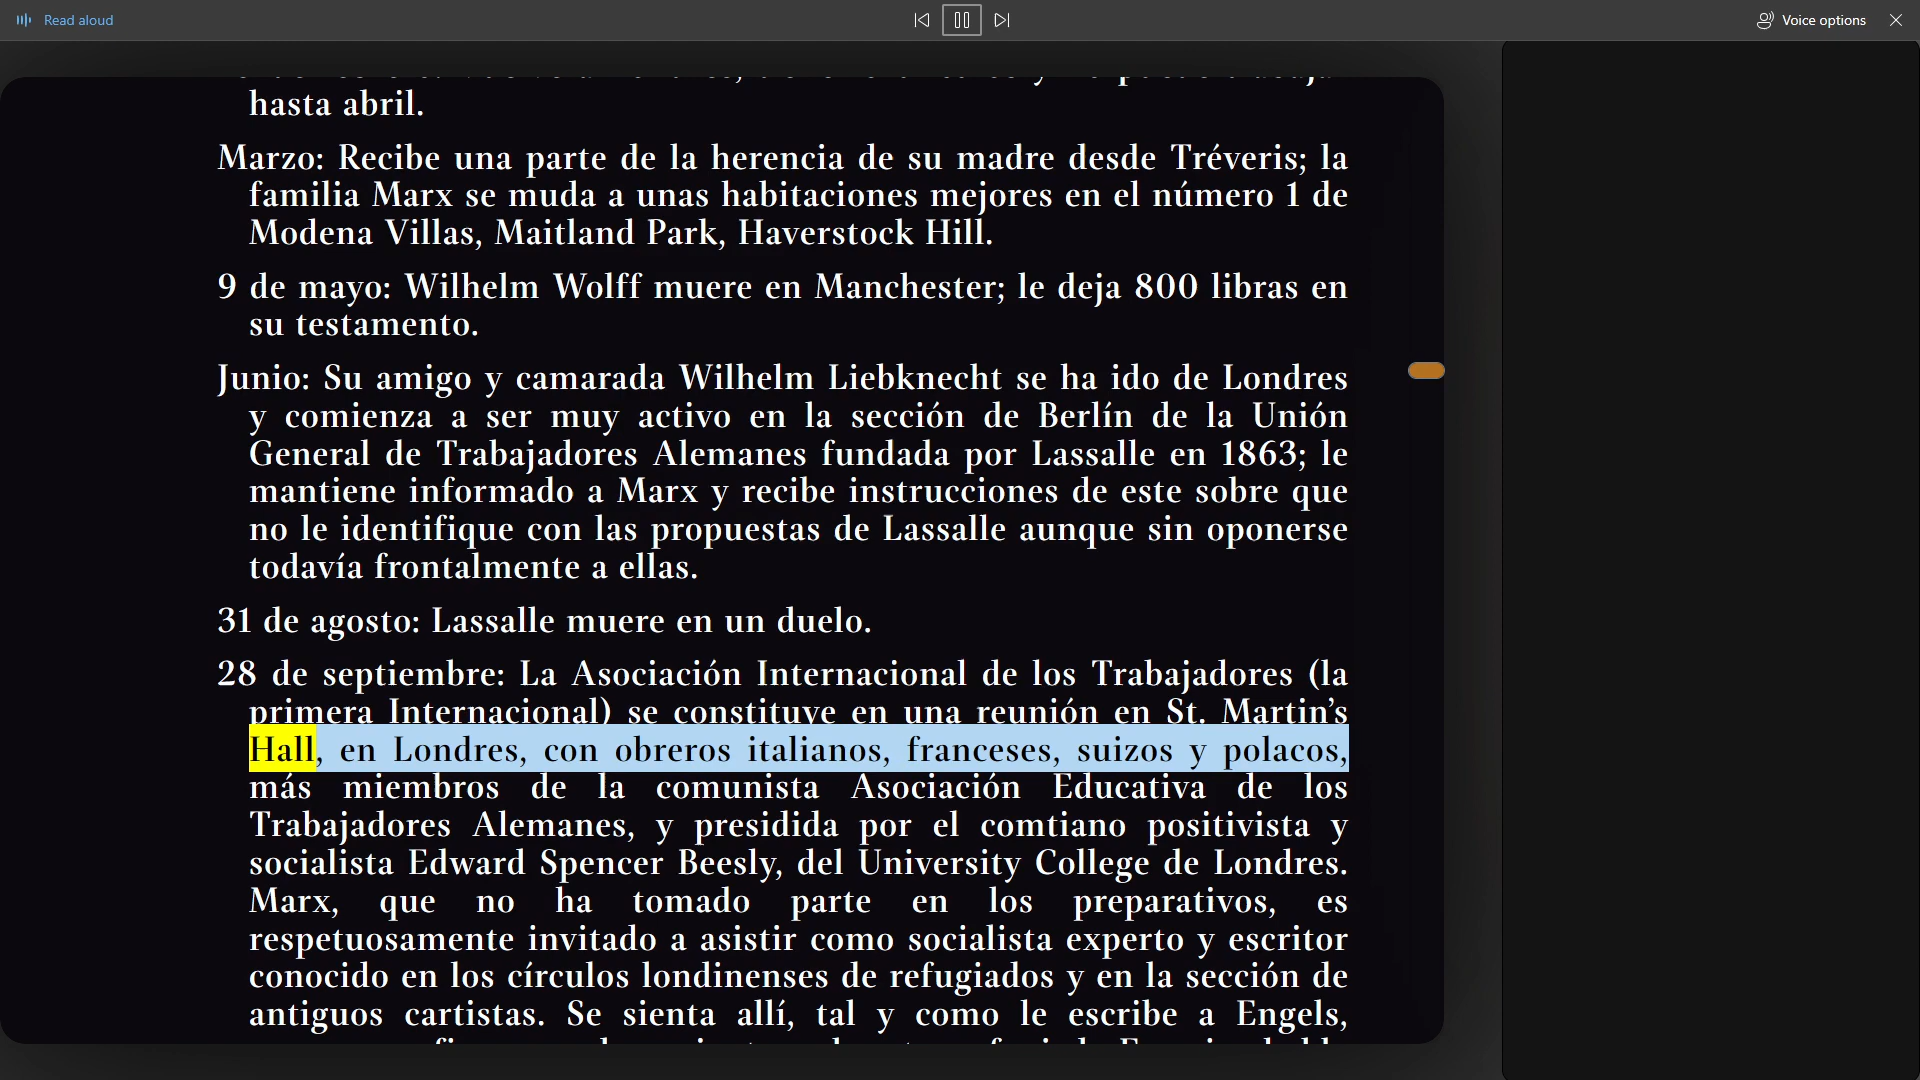 Read aloud
Voice options
hasta abril.
Marzo: Recibe una parte de la herencia de su madre desde Tréveris; la
familia Marx se muda a unas habitaciones mejores en el número 1 de
Modena Villas, Maitland Park, Haverstock Hill.
9 de mayo: Wilhelm Wolff muere en Manchester; le deja 800 libras en
su testamento.
Junio: Su amigo y camarada Wilhelm Liebknecht se ha ido de Londres
y comienza a ser muy activo en la sección de Berlín de la Unión
General de Trabajadores Alemanes fundada por Lassalle en 1863; le
mantiene informado a Marx y recibe instrucciones de este sobre que
no le identifique con las propuestas de Lassalle aunque sin oponerse
todavía frontalmente a ellas.
31 de agosto: Lassalle muere en un duelo.
28 de septiembre: La Asociación Internacional de los Trabajadores (la
primera Internacional) se constituye en una reunión en St. Martin’s
Hall, en Londres, con obreros italianos, franceses, suizos y polacos,
más miembros de la comunista Asociación Educativa de los
Trabajadores Alemanes, y presidida por el comtiano positivista y
socialista Edward Spencer Beesly, del University College de Londres.
Marx, que no ha tomado parte en los preparativos, es
respetuosamente invitado a asistir como socialista experto y escritor
conocido en los círculos londinenses de refugiados y en la sección de
antiguos cartistas. Se sienta allí, tal y como le escribe a Engels,